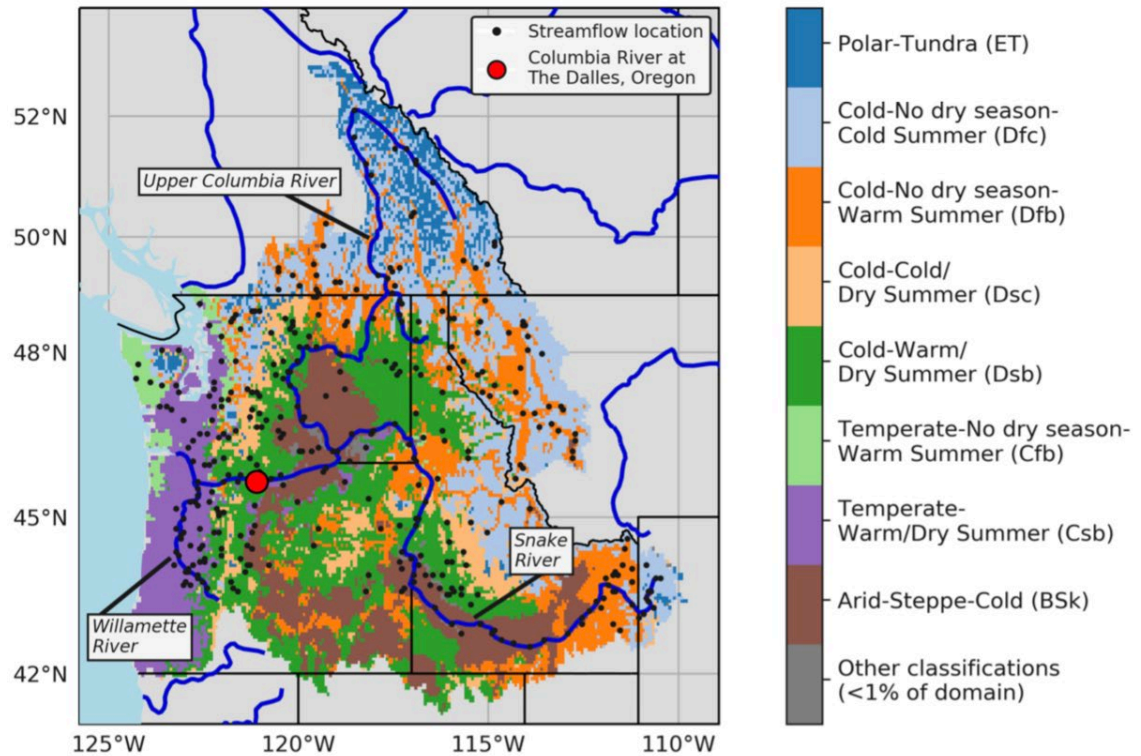 Streamflow location
Columbia River at
The Dalles, Oregon
52°N
50°N
48°N
45°N
42°N
125°W
120°W
115°W
110°W
Upper Columbia River
Snake
River
Willamette
River
Polar-Tundra (ET)
Cold-No dry season-
Cold Summer (Dfc)
Cold-No dry season-
Warm Summer (Dfb)
Cold-Cold/
Dry Summer (Dsc)
Cold-Warm/
Dry Summer (Dsb)
Temperate-No dry season-
Warm Summer (Cfb)
Temperate-
Warm/Dry Summer (Csb)
Arid-Steppe-Cold (BSk)
Other classifications
(<1% of domain)